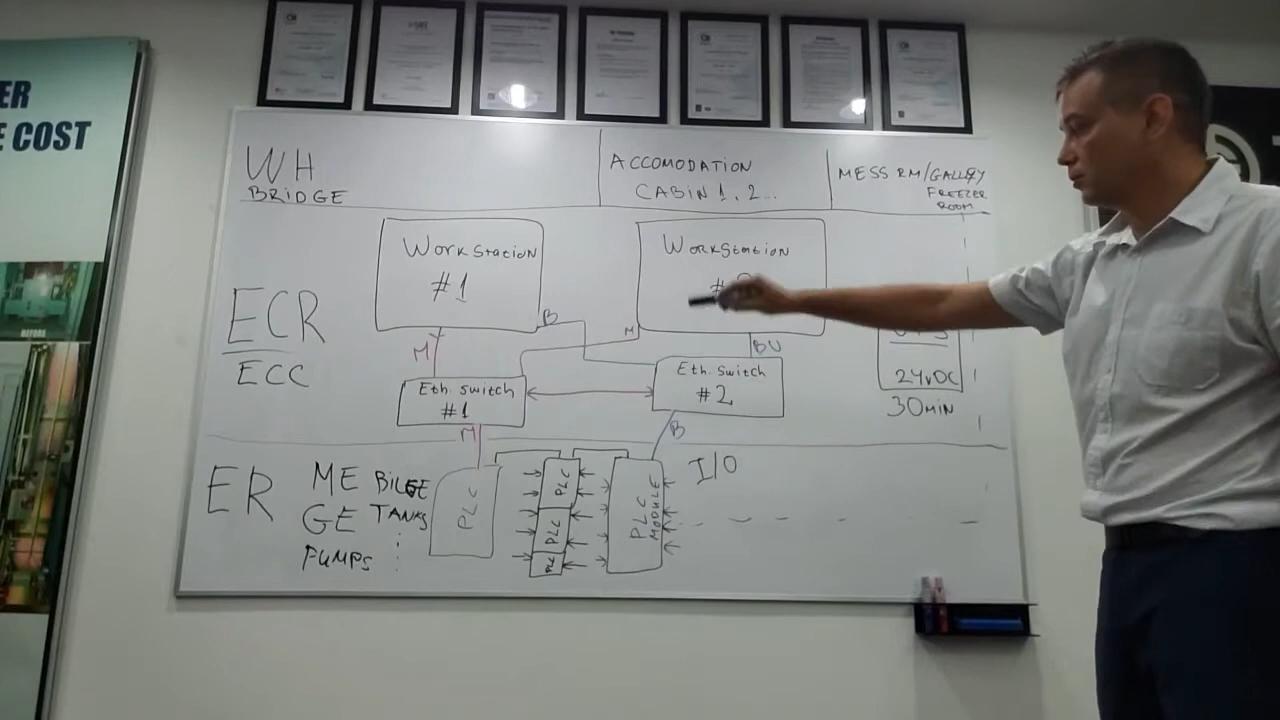 ER
E COST
BEFORE
WH
BRIDGE
ACCOMODATION
CABIN 1, 2...
MESS RM/GALLEY
FREEZER
ROOM
WORKSTATION
#1
WORKSTATION
ECR
ECC
B
M
M
BU
Eth. switch
#1
Eth. switch
#2
24VDC
30MIN
M
B
ER
ME
BILGE
GE
TANKS
PUMPS
PLC
PLC
PLC
PLC
PLC
MODULE
I/O